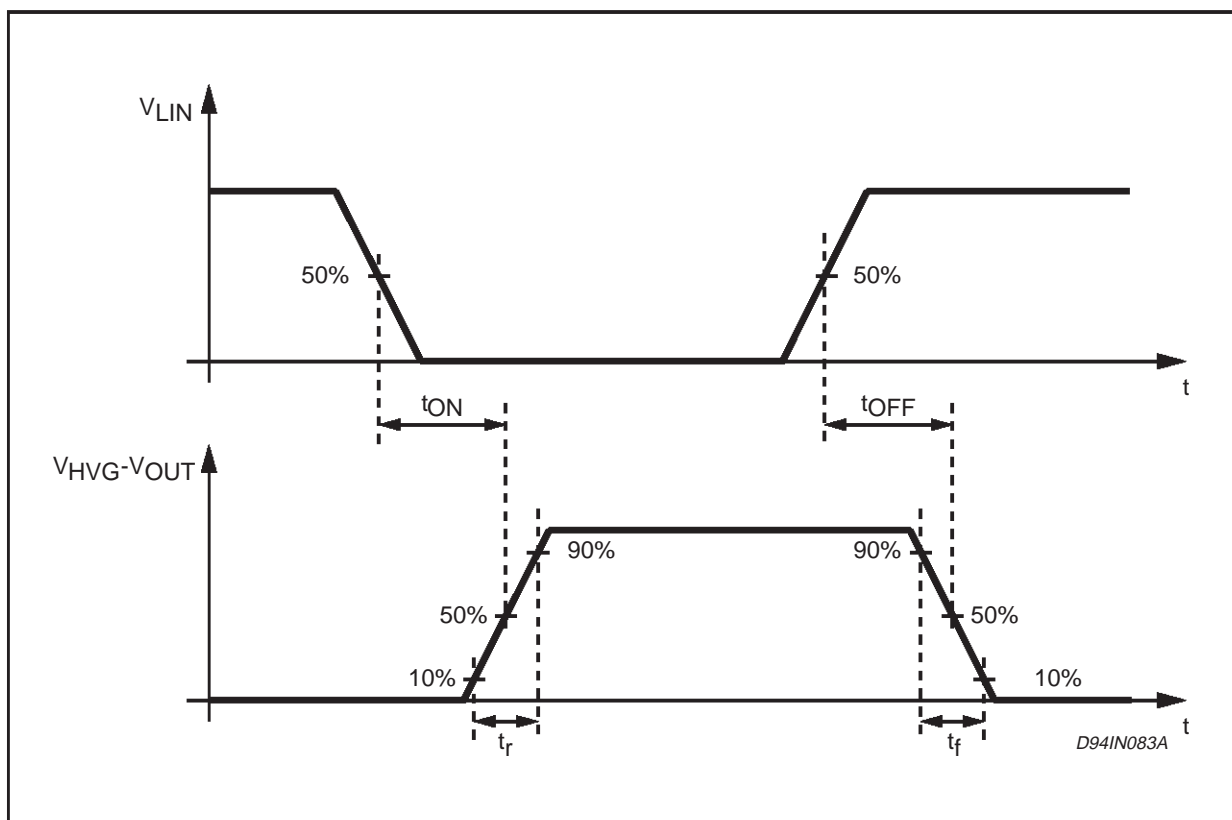 VLIN
50%
50%
t
tON
tOFF
VHVG-VOUT
90%
90%
50%
50%
10%
10%
t
tr
tf
D94IN083A